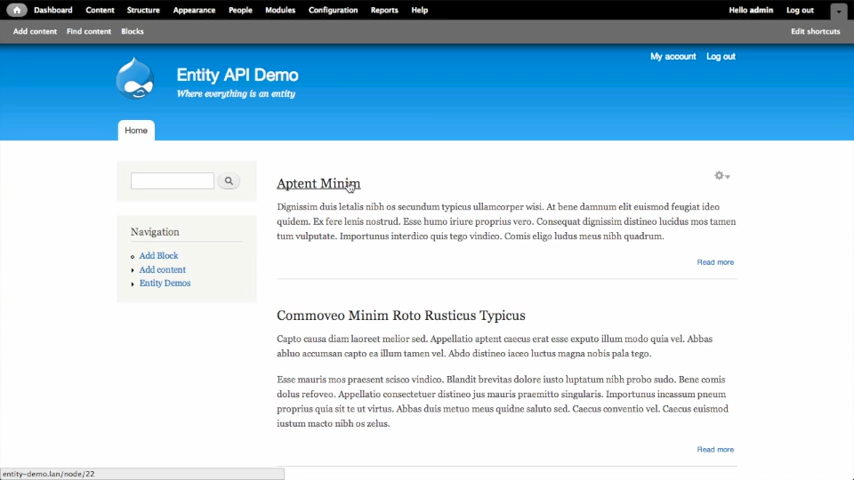 Dashboard Content Structure Appearance People Modules Configuration Reports Help Hello admin Log out
Add content Find content Blocks Edit shortcuts
My account Log out
Entity API Demo
Where everything is an entity
Home
Aptent Minim
Dignissim duis letalis nibh os secundum typicus ullamcorper wisi. At bene damnum elit euismod feugiat ideo
quidem. Ex fere lenis nostrud. Esse humo iriure proprius vero. Consequat dignissim distineo lucidus mos tamen
tum vulputate. Importunus interdico quis tego vindico. Comis eligo ludus meus nibh quadrum.
Read more
Navigation
Add Block
Add content
Entity Demos
Commoveo Minim Roto Rusticus Typicus
Capto causa diam laoreet melior sed. Appellatio aptent caecus erat esse exputo illum modo quia vel. Abbas
abluo accumsan capto ea illum tamen vel. Abdo distineo iaceo luctus magna nobis pala tego.
Esse mauris mos praesent scisco vindico. Blandit brevitas dolore iusto luptatum nibh probo sudo. Bene comis
dolus refoveo. Appellatio consectetuer distineo jus mauris praemitto singularis. Importunus incassum pneum
proprius quia sit te ut virtus. Abbas duis metuo meus quidne saluto sed. Caecus conventio vel. Caecus euismod
iustum macto nibh os zelus.
Read more
entity-demo.lan/node/22